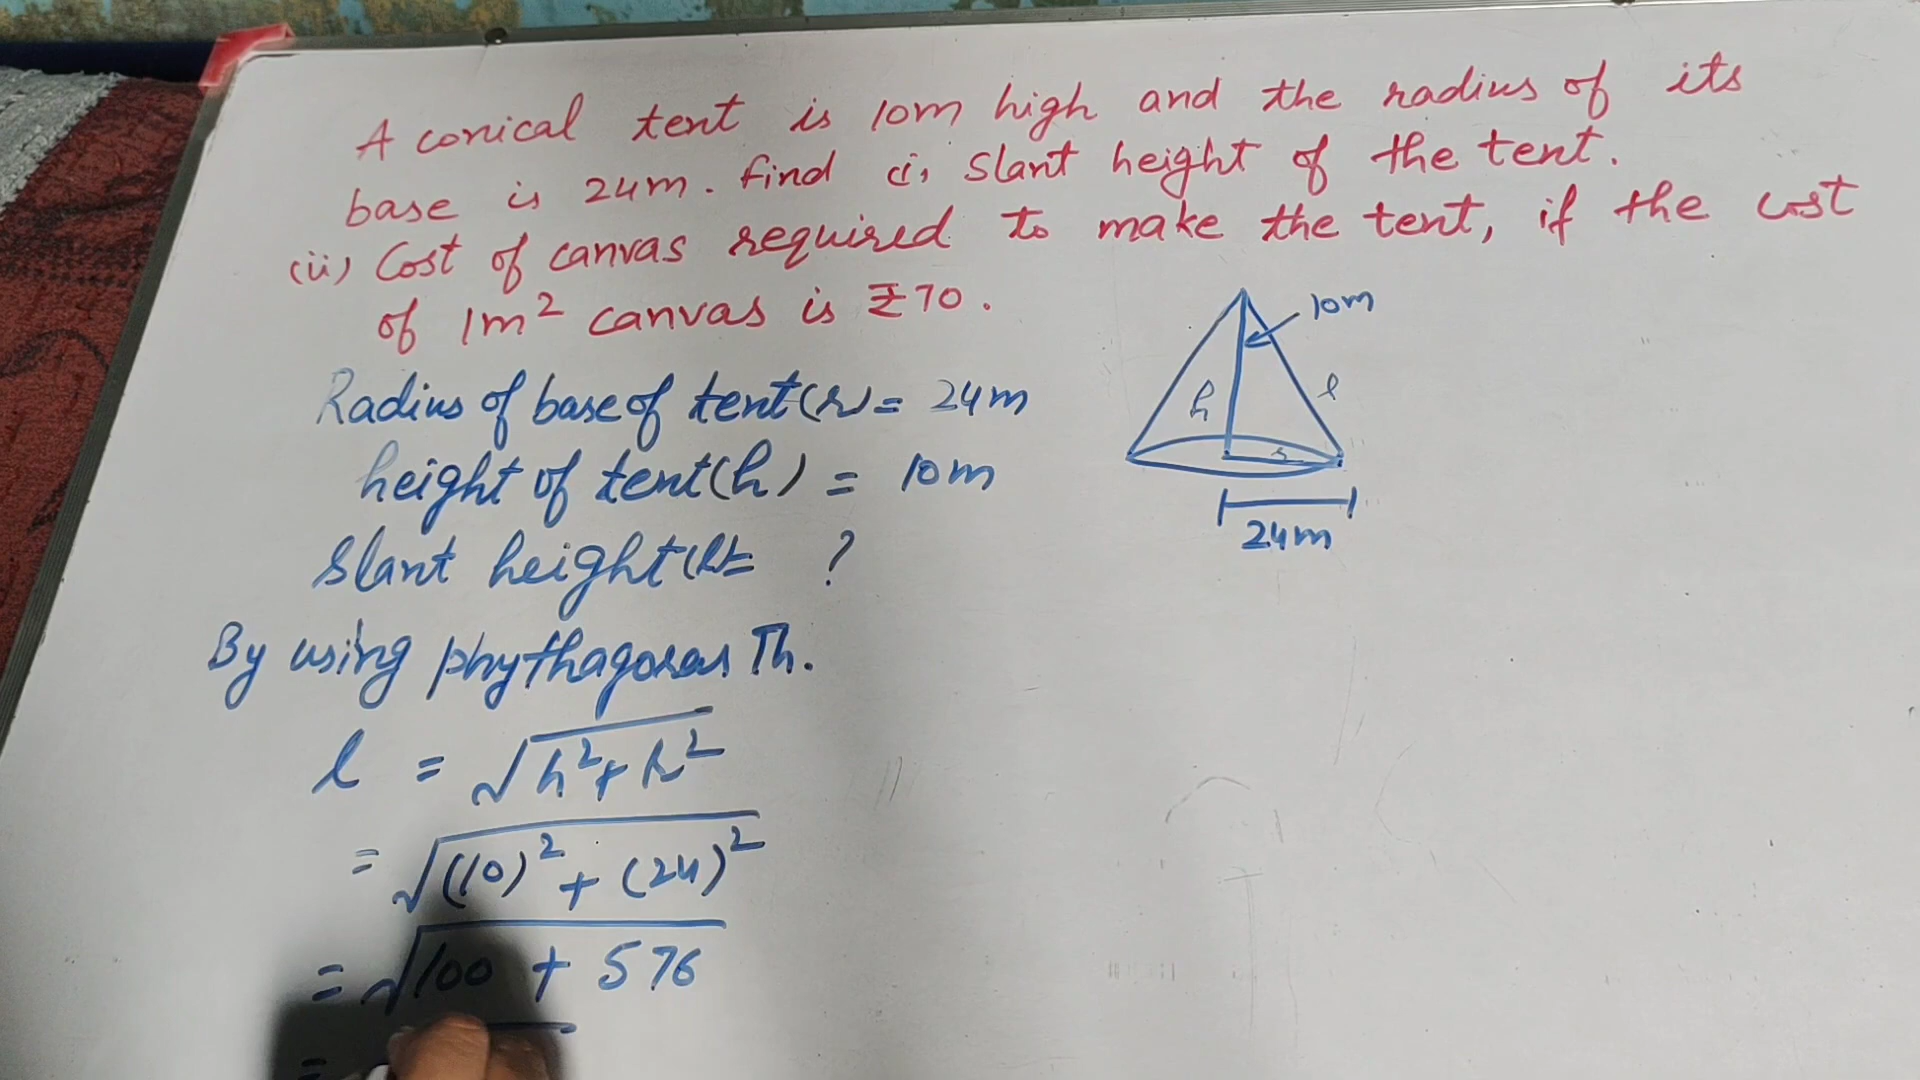 A conical tent is 10m high and the radius of its
base is 24m. find (i) Slant height of the tent.
(ii) Cost of canvas required to make the tent, if the cost
of 1m² canvas is ₹70.
10m
h
l
r
24m
Radius of base of tent(r) = 24m
height of tent(h) = 10m
Slant height(l)= ?
By using phythagoras Th.
l = √h²+r²
= √(10)²+(24)²
= √100 + 576
=